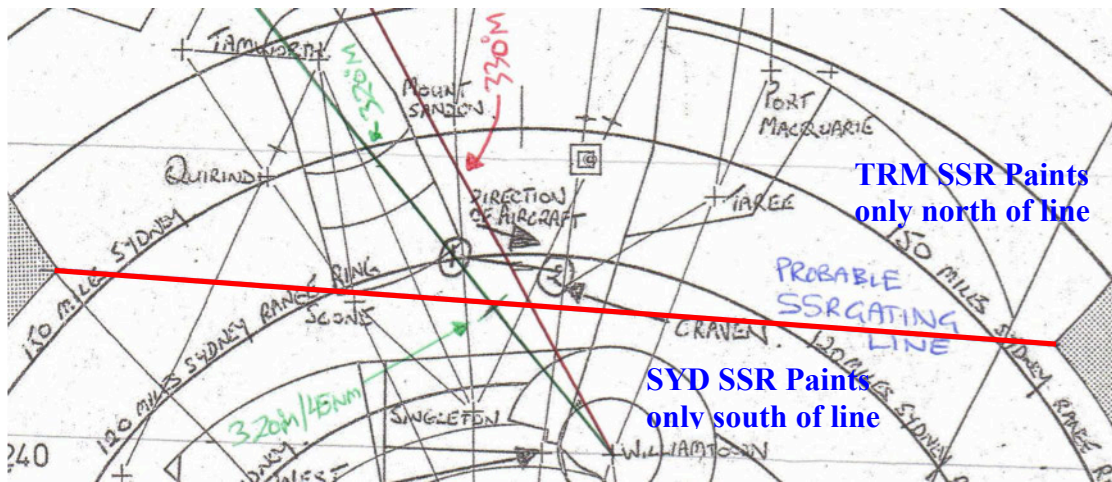 TAMWORTH
320°M
330°M
MOUNT
SANDON
PORT
MACQUARIE
QUIRINDI
TAREE
TRM SSR Paints
only north of line
DIRECTION
OF AIRCRAFT
1
2
150 MILES SYDNEY
120 MILES SYDNEY RANGE RING
SCONE
CRAVEN
PROBABLE
SSR GATING
LINE
150 MILES SYDNEY RANGE
120 MILES SYDNEY
SYD SSR Paints
only south of line
320°M/45NM
SINGLETON
WILLIAMTOWN
240